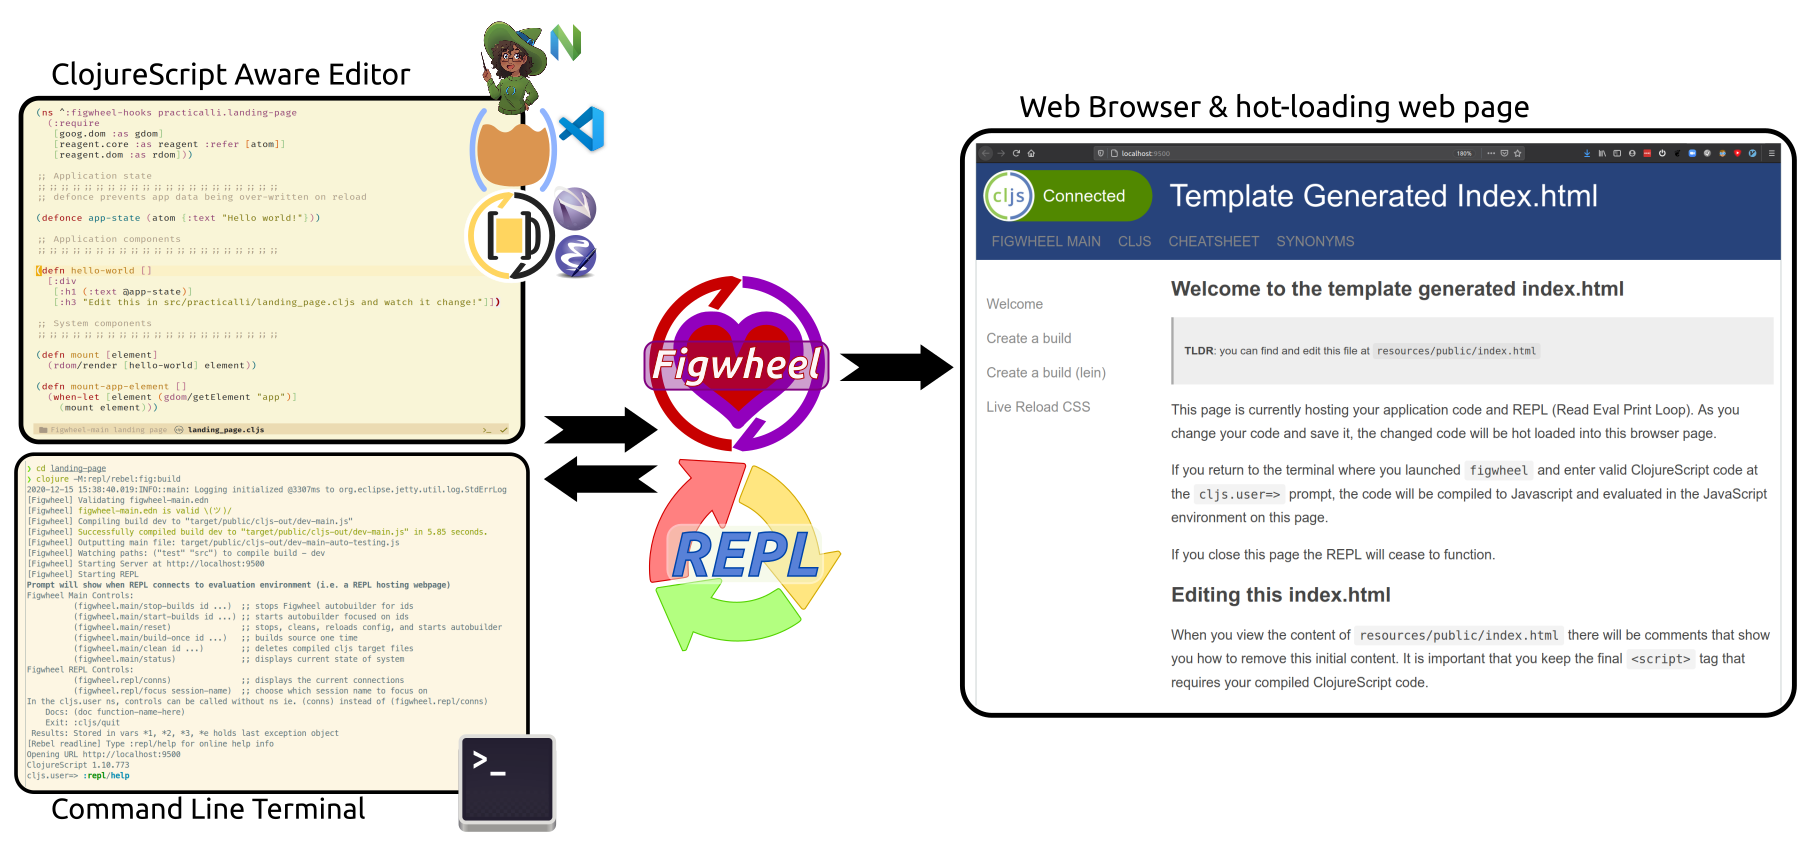 ClojureScript Aware Editor
(ns ^:figwheel-hooks practicalli.landing-page
(:require
[goog.dom :as gdom]
[reagent.core :as reagent :refer [atom]]
[reagent.dom :as rdom]))
;; Application state
;; defonce prevents app data being over-written on reload
(defonce app-state (atom {:text "Hello world!"}))
;; Application components
(defn hello-world []
[:div
[:h1 (:text @app-state)]
[:h3 "Edit this in src/practicalli/landing_page.cljs and watch it change!"]])
;; System components
(defn mount [element]
(rdom/render [hello-world] element))
(defn mount-app-element []
(when-let [element (gdom/getElement "app")]
(mount element)))
Figwheel-main landing page landing_page.cljs
❯ cd landing-page
❯ clojure -M:repl/rebel:fig:build
2020-12-15 15:38:40.019:INFO::main: Logging initialized @3307ms to org.eclipse.jetty.util.log.StdErrLog
[Figwheel] Validating figwheel-main.edn
[Figwheel] figwheel-main.edn is valid \(ツ)/
[Figwheel] Compiling build dev to "target/public/cljs-out/dev-main.js"
[Figwheel] Successfully compiled build dev to "target/public/cljs-out/dev-main.js" in 5.85 seconds.
[Figwheel] Outputting main file: target/public/cljs-out/dev-main-auto-testing.js
[Figwheel] Watching paths: ("test" "src") to compile build - dev
[Figwheel] Starting Server at http://localhost:9500
[Figwheel] Starting REPL
Prompt will show when REPL connects to evaluation environment (i.e. a REPL hosting webpage)
Figwheel Main Controls:
(figwheel.main/stop-builds id ...) ;; stops Figwheel autobuilder for ids
(figwheel.main/start-builds id ...) ;; starts autobuilder focused on ids
(figwheel.main/reset) ;; stops, cleans, reloads config, and starts autobuilder
(figwheel.main/build-once id ...) ;; builds source one time
(figwheel.main/clean id ...) ;; deletes compiled cljs target files
(figwheel.main/status) ;; displays current state of system
Figwheel REPL Controls:
(figwheel.repl/conns) ;; displays the current connections
(figwheel.repl/focus session-name) ;; choose which session name to focus on
In the cljs.user ns, controls can be called without ns ie. (conns) instead of (figwheel.repl/conns)
Docs: (doc function-name-here)
Exit: :cljs/quit
Results: Stored in vars *1, *2, *3, *e holds last exception object
[Rebel readline] Type :repl/help for online help info
Opening URL http://localhost:9500
ClojureScript 1.10.773
cljs.user=> :repl/help
>_
Command Line Terminal
Figwheel
REPL
Web Browser & hot-loading web page
localhost:9500 180%
cljs Connected
Template Generated Index.html
FIGWHEEL MAIN CLJS CHEATSHEET SYNONYMS
Welcome
Create a build
Create a build (lein)
Live Reload CSS
Welcome to the template generated index.html
TLDR: you can find and edit this file at resources/public/index.html
This page is currently hosting your application code and REPL (Read Eval Print Loop). As you
change your code and save it, the changed code will be hot loaded into this browser page.
If you return to the terminal where you launched figwheel and enter valid ClojureScript code at
the cljs.user=> prompt, the code will be compiled to Javascript and evaluated in the JavaScript
environment on this page.
If you close this page the REPL will cease to function.
Editing this index.html
When you view the content of resources/public/index.html there will be comments that show
you how to remove this initial content. It is important that you keep the final <script> tag that
requires your compiled ClojureScript code.